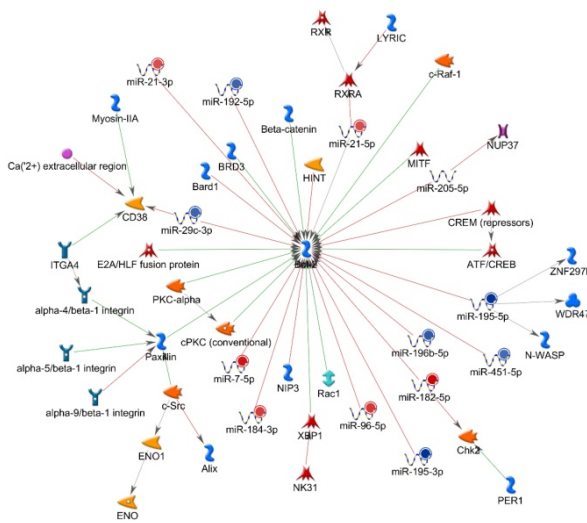 RXR
LYRIC
miR-21-3p
c-Raf-1
RXRA
miR-192-5p
Myosin-IIA
Beta-catenin
miR-21-5p
NUP37
BRD3
MITF
Ca('2+) extracellular region
HINT
miR-205-5p
Bard1
CD38
miR-29c-3p
CREM (repressors)
ITGA4
E2A/HLF fusion protein
ATF/CREB
ZNF297B
PKC-alpha
alpha-4/beta-1 integrin
miR-195-5p
WDR47
cPKC (conventional)
Paxillin
miR-196b-5p
N-WASP
alpha-5/beta-1 integrin
miR-7-5p
miR-451-5p
NIP3
Rac1
miR-182-5p
alpha-9/beta-1 integrin
c-Src
miR-184-3p
XBP1
miR-96-5p
Chk2
ENO1
Alix
miR-195-3p
NK31
PER1
ENO